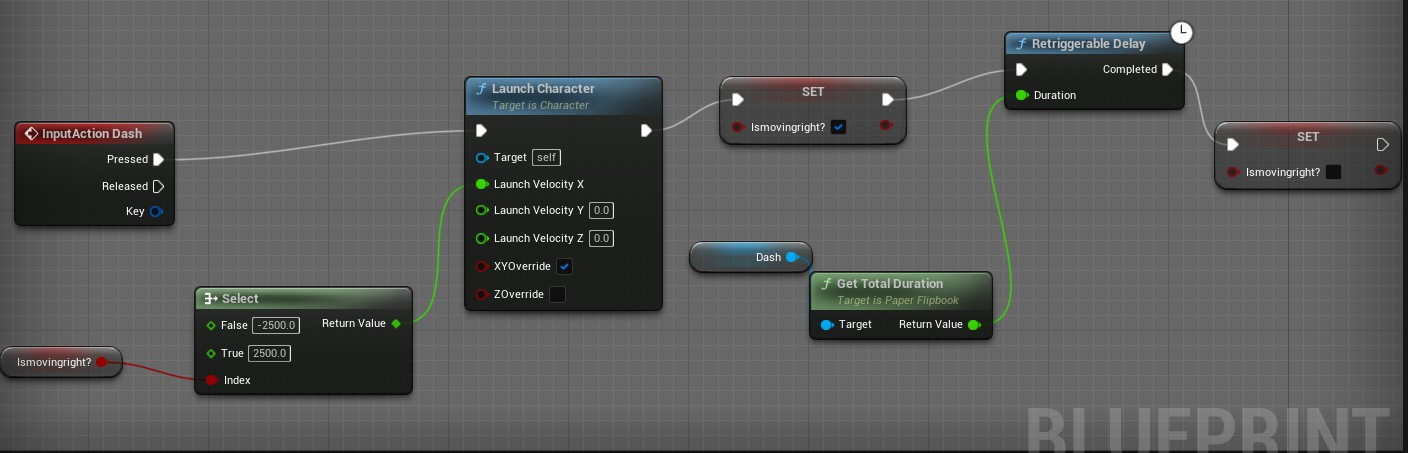 InputAction Dash
Pressed
Released
Key
Ismovingright?
Select
False -2500.0 Return Value
True 2500.0
Index
Launch Character
Target is Character
Target self
Launch Velocity X
Launch Velocity Y 0.0
Launch Velocity Z 0.0
XYOverride
ZOverride
SET
Ismovingright?
Dash
Get Total Duration
Target is Paper Flipbook
Target Return Value
Retriggerable Delay
Completed
Duration
SET
Ismovingright?
BLUEPRINT